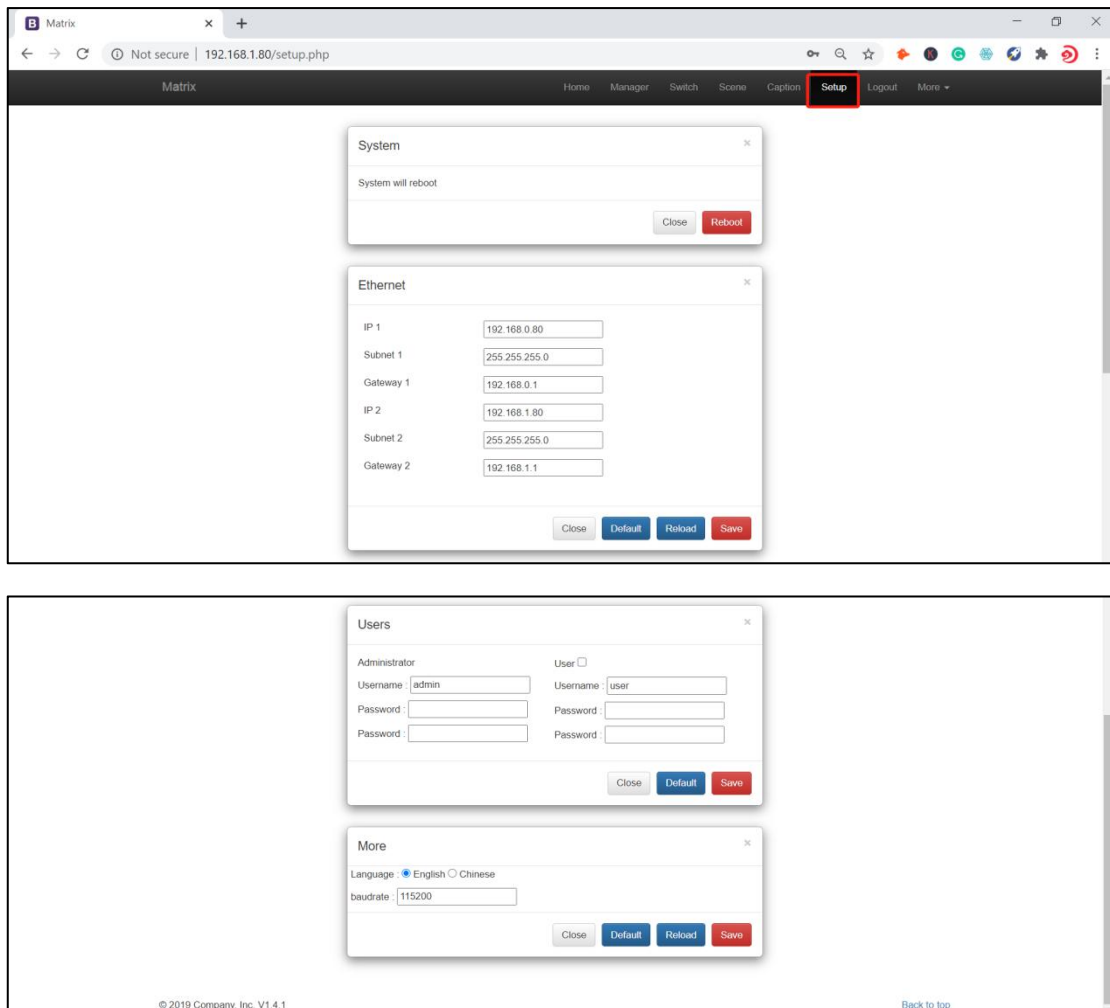 B Matrix × +
Not secure | 192.168.1.80/setup.php
Matrix Home Manager Switch Scene Caption Setup Logout More
System ×
System will reboot
Close Reboot
Ethernet ×
IP 1 192.168.0.80
Subnet 1 255.255.255.0
Gateway 1 192.168.0.1
IP 2 192.168.1.80
Subnet 2 255.255.255.0
Gateway 2 192.168.1.1
Close Default Reload Save
Users ×
Administrator User
Username : admin Username : user
Password : Password :
Password : Password :
Close Default Save
More ×
Language : English Chinese
baudrate : 115200
Close Default Reload Save
© 2019 Company, Inc. V1.4.1 Back to top